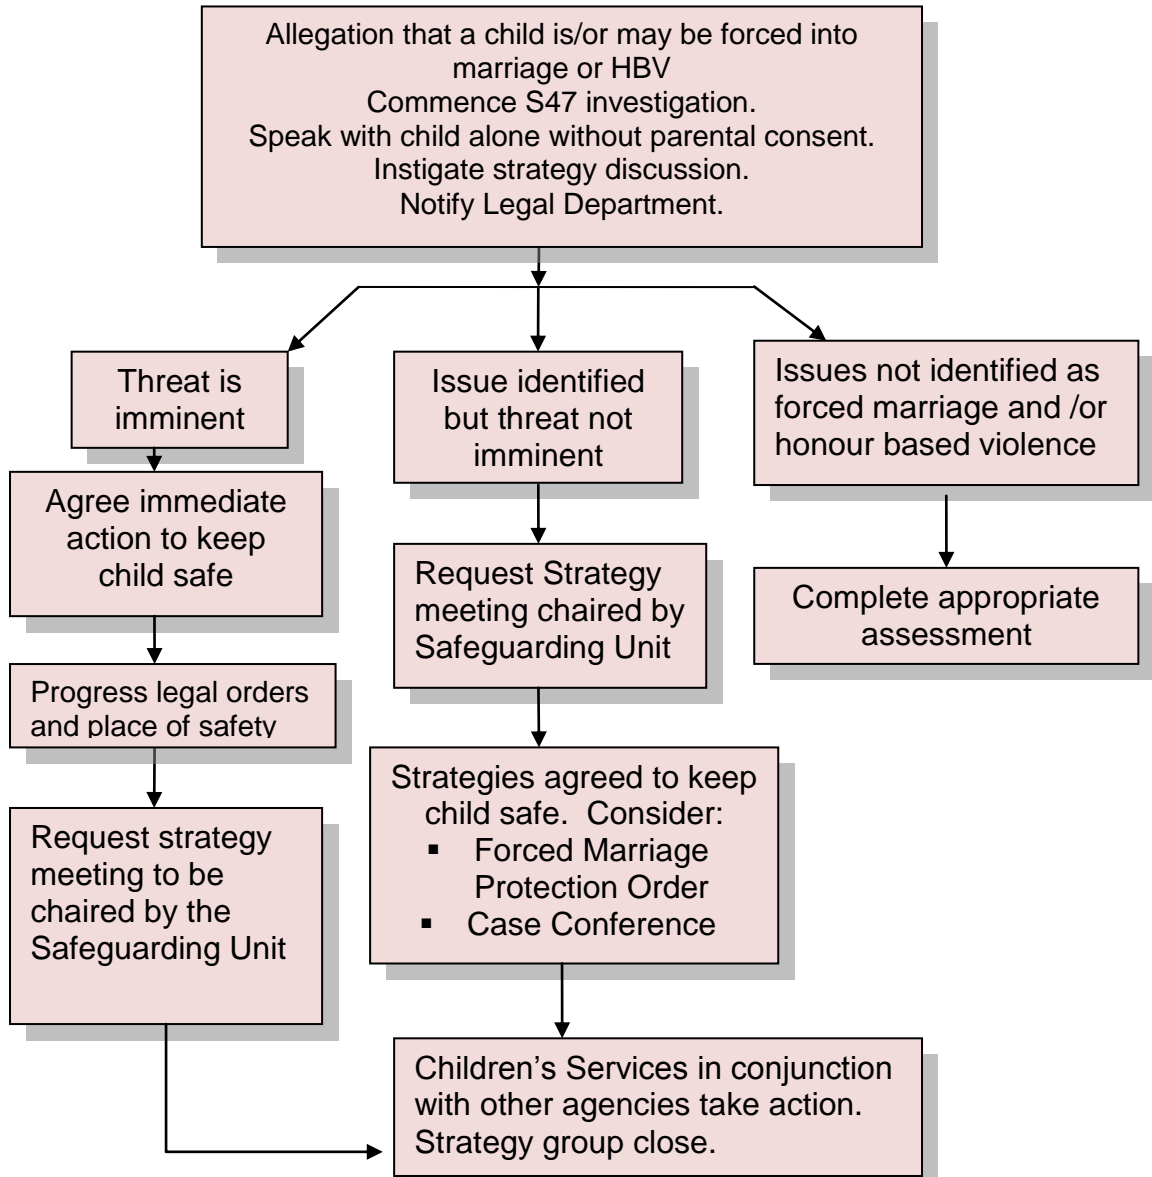 Allegation that a child is/or may be forced into
marriage or HBV
Commence S47 investigation.
Speak with child alone without parental consent.
Instigate strategy discussion.
Notify Legal Department.
Threat is
imminent
Agree immediate
action to keep
child safe
Progress legal orders
and place of safety
Request strategy
meeting to be
chaired by the
Safeguarding Unit
Issue identified
but threat not
imminent
Request Strategy
meeting chaired by
Safeguarding Unit
Strategies agreed to keep
child safe.  Consider:
▪ Forced Marriage
Protection Order
▪ Case Conference
Issues not identified as
forced marriage and /or
honour based violence
Complete appropriate
assessment
Children’s Services in conjunction
with other agencies take action.
Strategy group close.